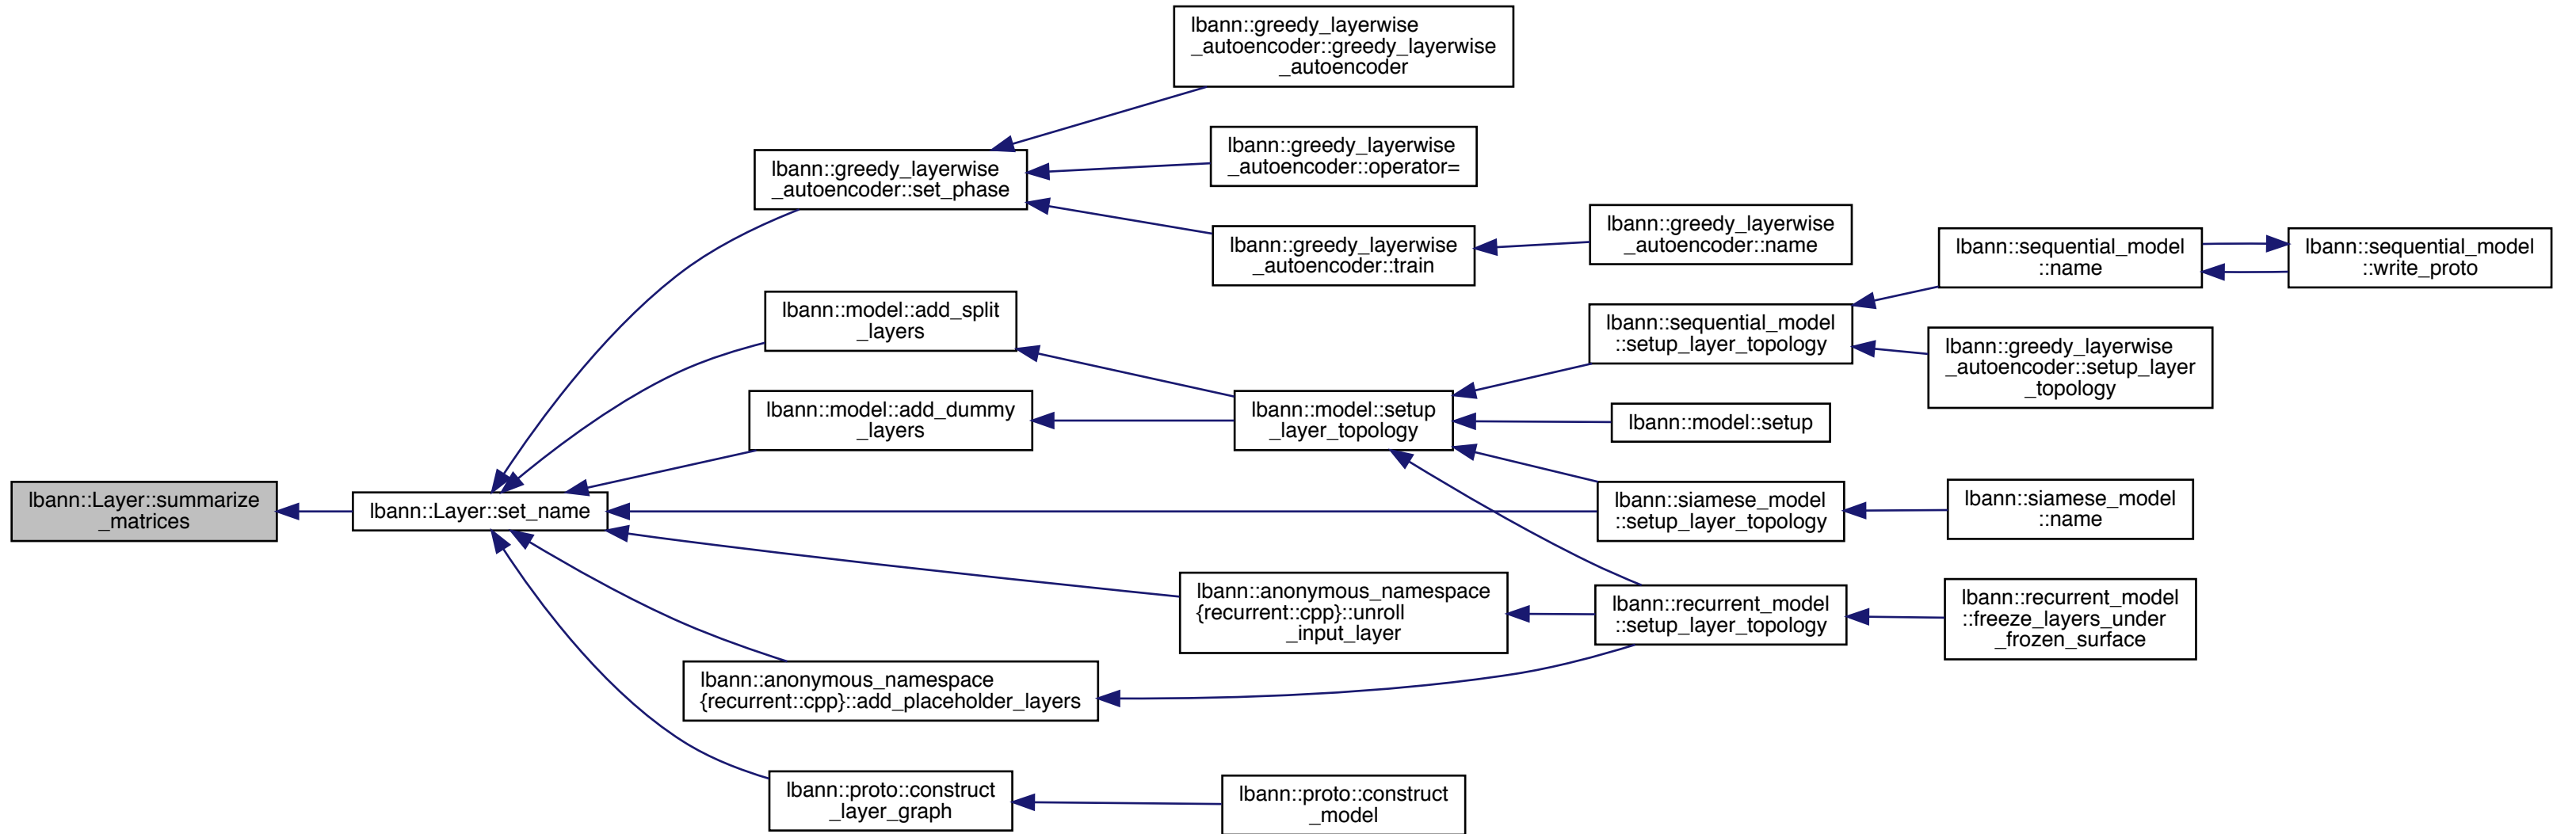 lbann::greedy_layerwise
_autoencoder::greedy_layerwise
_autoencoder
lbann::greedy_layerwise
_autoencoder::operator=
lbann::greedy_layerwise
_autoencoder::set_phase
lbann::greedy_layerwise
_autoencoder::train
lbann::greedy_layerwise
_autoencoder::name
lbann::sequential_model
::name
lbann::sequential_model
::write_proto
lbann::model::add_split
_layers
lbann::sequential_model
::setup_layer_topology
lbann::greedy_layerwise
_autoencoder::setup_layer
_topology
lbann::model::add_dummy
_layers
lbann::model::setup
_layer_topology
lbann::model::setup
lbann::Layer::summarize
_matrices
lbann::Layer::set_name
lbann::siamese_model
::setup_layer_topology
lbann::siamese_model
::name
lbann::anonymous_namespace
{recurrent::cpp}::unroll
_input_layer
lbann::recurrent_model
::setup_layer_topology
lbann::recurrent_model
::freeze_layers_under
_frozen_surface
lbann::anonymous_namespace
{recurrent::cpp}::add_placeholder_layers
lbann::proto::construct
_layer_graph
lbann::proto::construct
_model